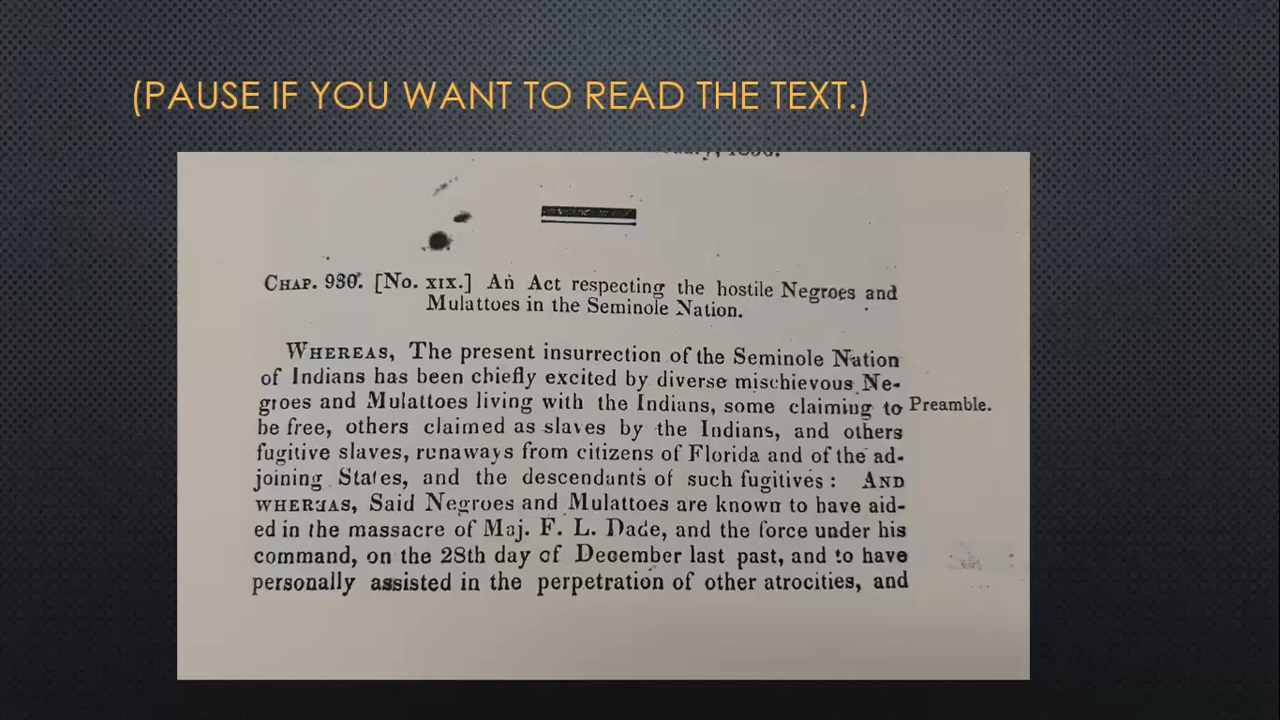 (PAUSE IF YOU WANT TO READ THE TEXT.)
CHAP. 930. [No. XIX.] An Act respecting the hostile Negroes and
Mulattoes in the Seminole Nation.
WHEREAS, The present insurrection of the Seminole Nation
of Indians has been chiefly excited by diverse mischievous Ne-
groes and Mulattoes living with the Indians, some claiming to
Preamble.
be free, others claimed as slaves by the Indians, and others
fugitive slaves, runaways from citizens of Florida and of the ad-
joining States, and the descendants of such fugitives: AND
WHEREAS, Said Negroes and Mulattoes are known to have aid-
ed in the massacre of Maj. F. L. Dade, and the force under his
command, on the 28th day of December last past, and to have
personally assisted in the perpetration of other atrocities, and